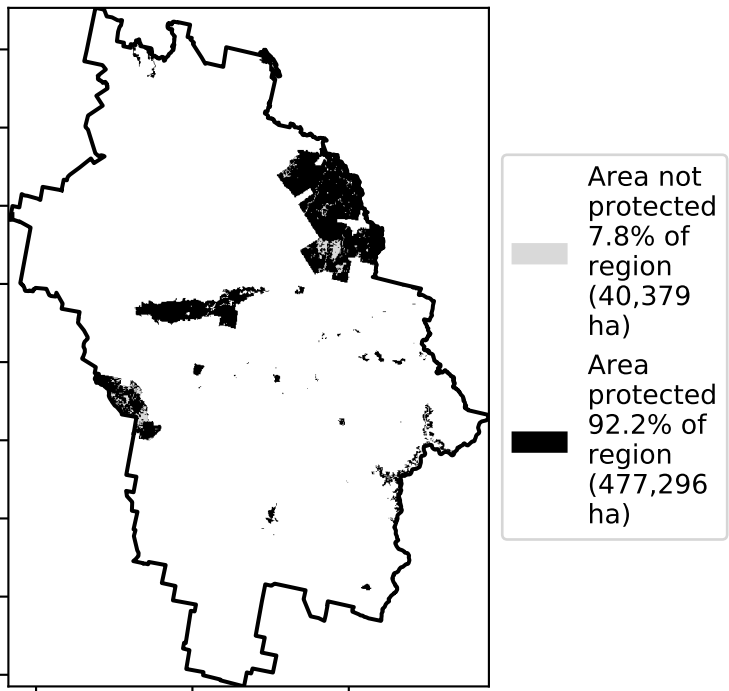 Area not
protected
7.8% of
region
(40,379
ha)
Area
protected
92.2% of
region
(477,296
ha)